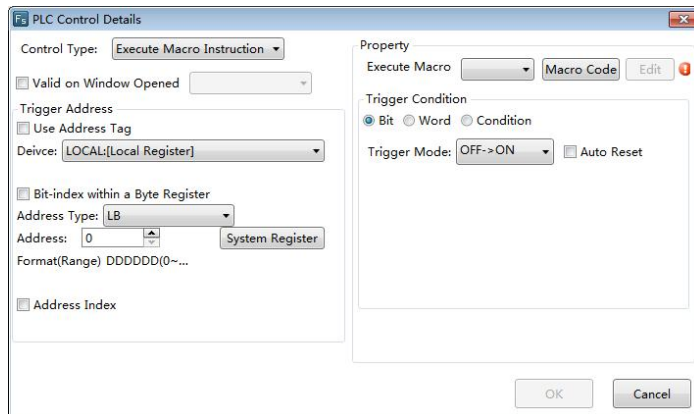 Fs PLC Control Details
Control Type: Execute Macro Instruction
Valid on Window Opened
Trigger Address
Use Address Tag
Deivce: LOCAL:[Local Register]
Bit-index within a Byte Register
Address Type: LB
Address: 0 System Register
Format(Range) DDDDDD(0~...
Address Index
Property
Execute Macro Macro Code Edit
Trigger Condition
Bit Word Condition
Trigger Mode: OFF->ON Auto Reset
OK Cancel